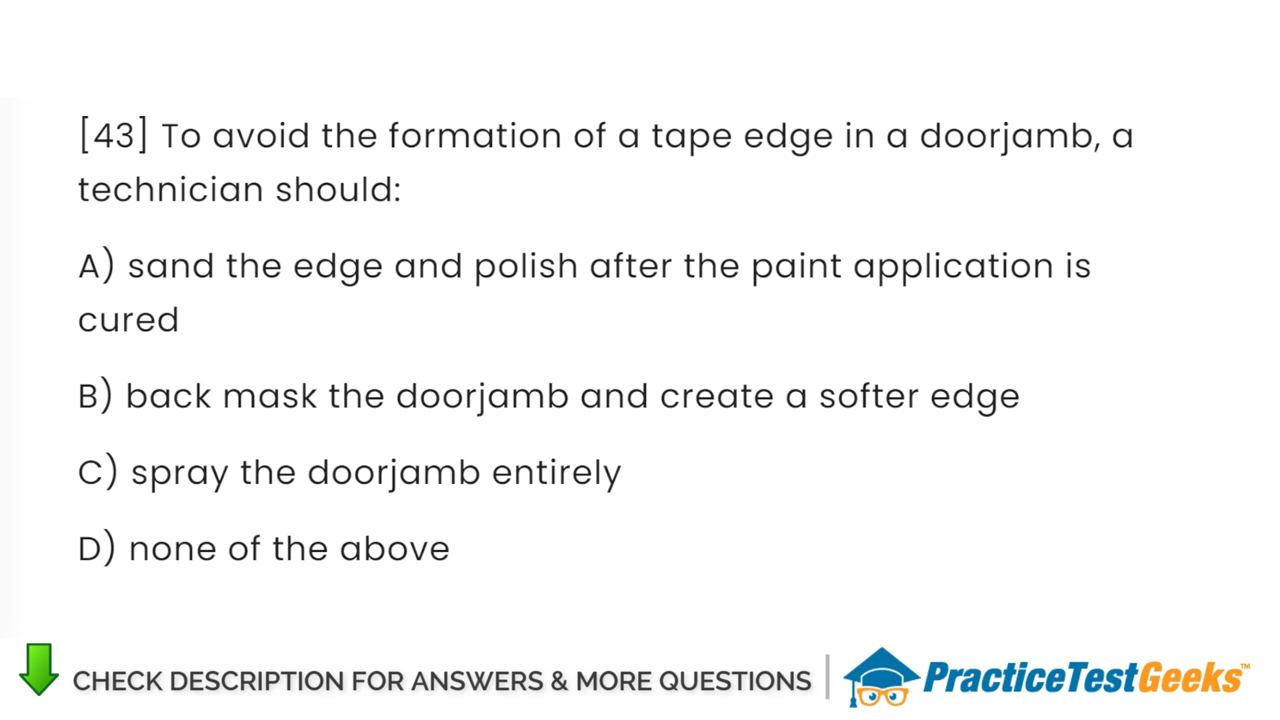 [43] To avoid the formation of a tape edge in a doorjamb, a
technician should:
A) sand the edge and polish after the paint application is
cured
B) back mask the doorjamb and create a softer edge
C) spray the doorjamb entirely
D) none of the above
CHECK DESCRIPTION FOR ANSWERS & MORE QUESTIONS
PracticeTestGeeks™